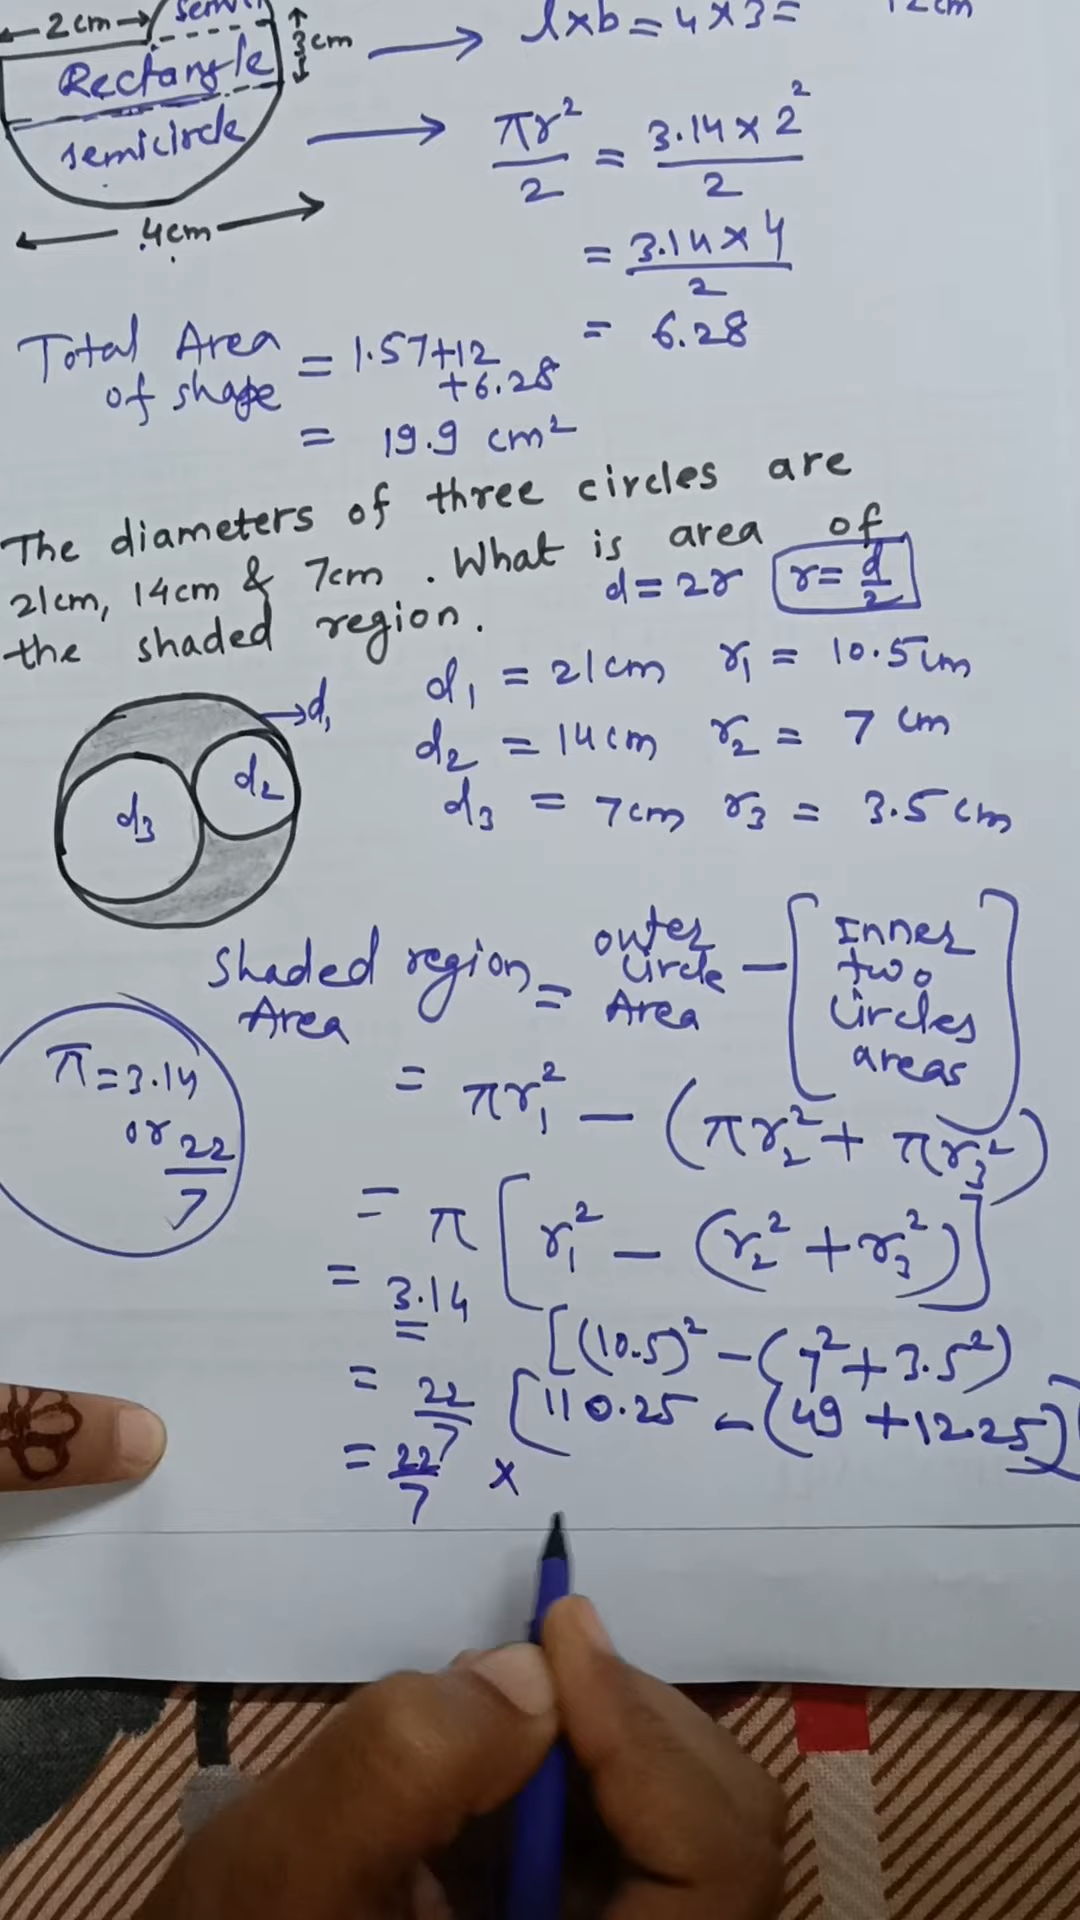 semi
← 2cm →
3cm
l×b = 4×3 = 12cm
Rectangle
semicircle
πr²/2 = 3.14 × 2²/2
4cm
= 3.14 × 4/2
= 6.28
Total Area of shape = 1.57+12+6.28
= 19.9 cm²
The diameters of three circles are
21cm, 14cm & 7cm. What is area of
the shaded region.
d = 2r r = d/2
d₁ = 21cm r₁ = 10.5cm
d₂ = 14cm r₂ = 7 cm
d₃ = 7cm r₃ = 3.5 cm
→d₁
d₂
d₃
Shaded region Area = outer Circle Area − [Inner two Circles areas]
π = 3.14
or 22/7
= πr₁² − (πr₂² + πr₃²)
= π [r₁² − (r₂² + r₃²)]
= 3.14 [(10.5)² − (7² + 3.5²)
= 22/7 [110.25 − (49 + 12.25)]
= 22/7 ×